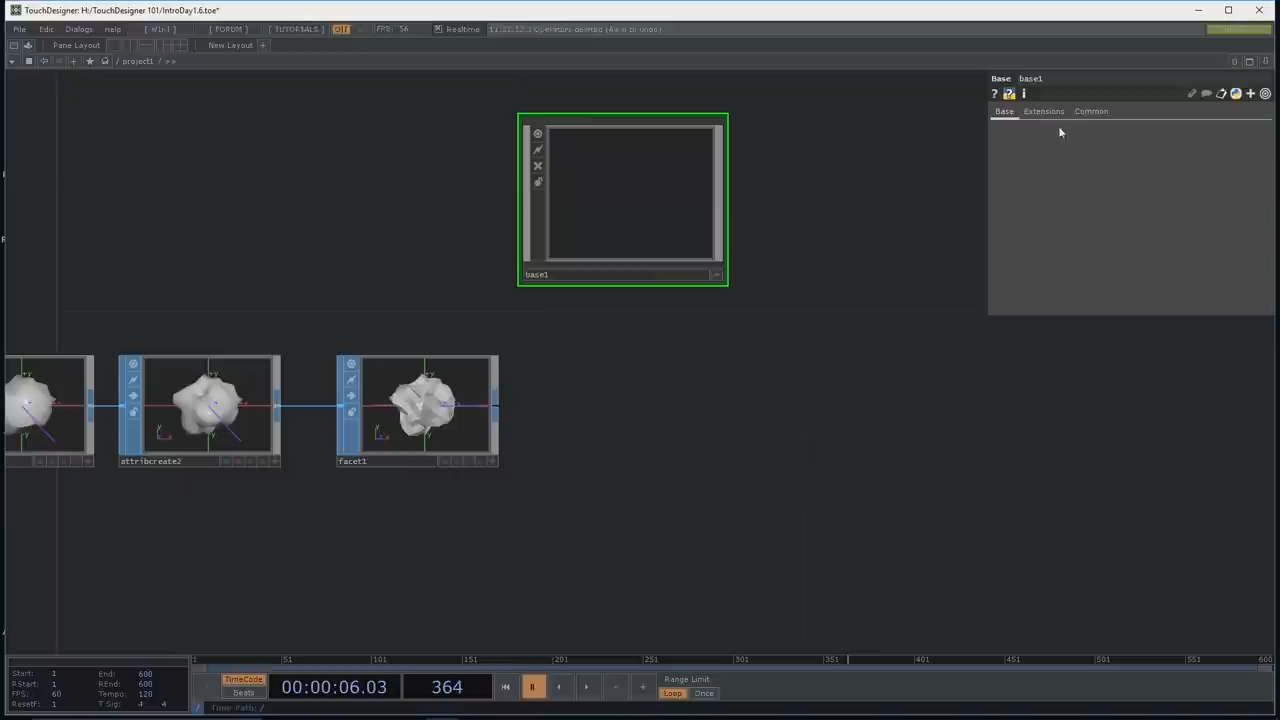 TouchDesigner: H:/TouchDesigner 101/IntroDay1.6.toe*
File Edit Dialogs Help [ Wiki ] [ FORUM ] [ TUTORIALS ] FPS: 56 Realtime
Pane Layout New Layout +
/ project1 / >>
Base base1
Base Extensions Common
base1
attribcreate2
facet1
1 51 101 151 201 251 301 351 401 451 501 551 600
Start: 1 End: 600
RStart: 1 REnd: 600
FPS: 60 Tempo: 120
ResetF: 1 T Sig: 4 4
TimeCode
Beats
00:00:06.03
364
Range Limit
Loop Once
/ Time Path: /